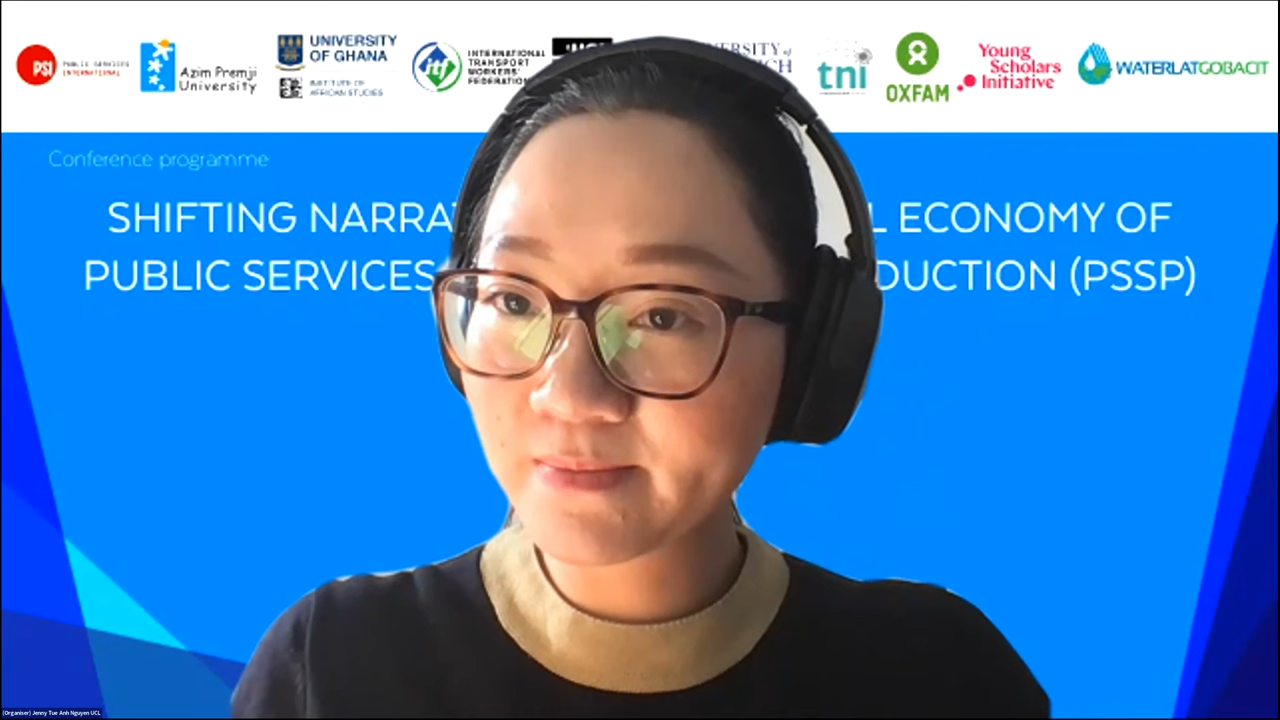 PSI PUBLIC SERVICES
INTERNATIONAL
Azim Premji
University
UNIVERSITY
OF GHANA
INSTITUTE OF
AFRICAN STUDIES
itf INTERNATIONAL
TRANSPORT
WORKERS'
FEDERATION
tni
OXFAM
Young
Scholars
Initiative
WATERLATGOBACIT
Conference programme
SHIFTING NARRA L ECONOMY OF
PUBLIC SERVICES DUCTION (PSSP)
(Organiser) Jenny Tue Anh Nguyen UCL